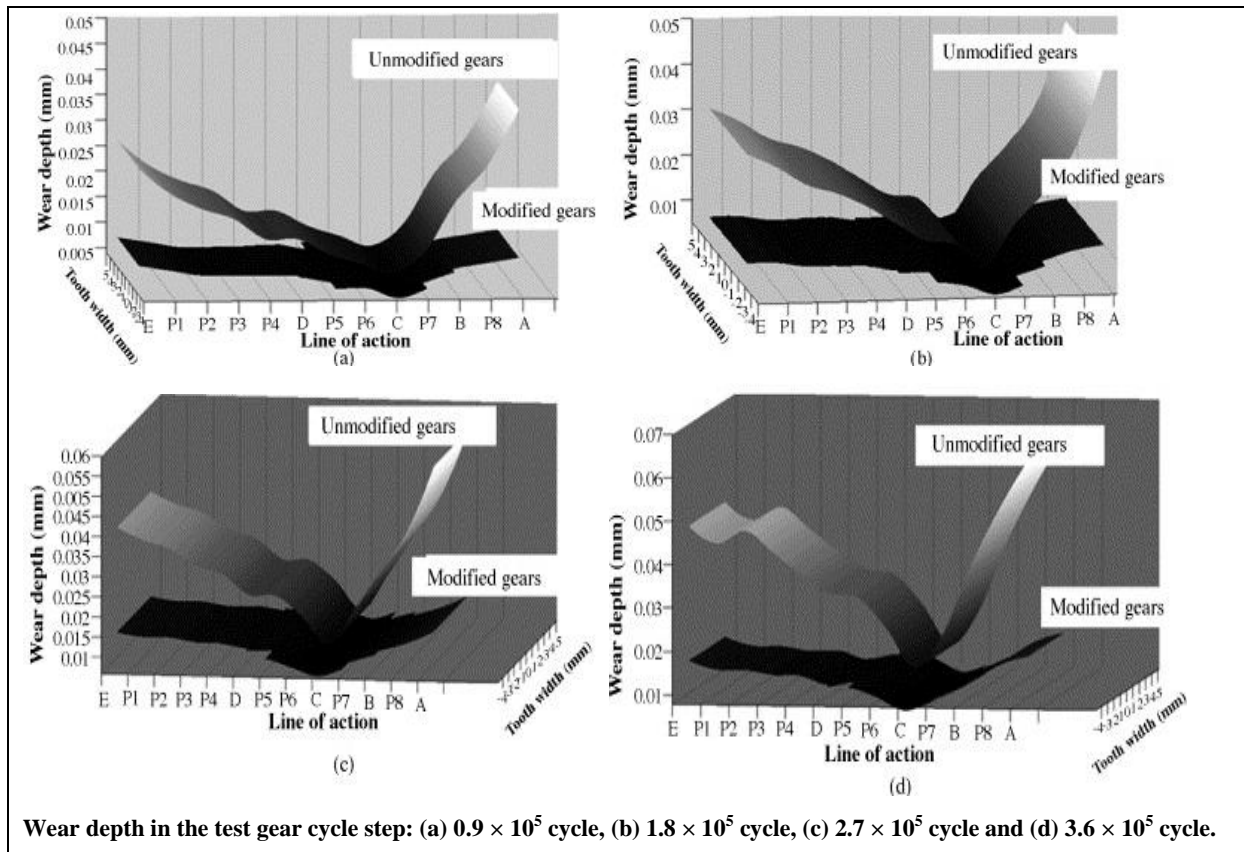 0.05
0.045
0.04
0.035
0.03
0.025
0.02
0.015
0.01
0.005
Wear depth (mm)
Unmodified gears
Modified gears
Tooth width (mm)
E P1 P2 P3 P4 D P5 P6 C P7 B P8 A
Line of action
(a)
0.05
0.04
0.03
0.02
0.01
Wear depth (mm)
Unmodified gears
Modified gears
Tooth width (mm)
E P1 P2 P3 P4 D P5 P6 C P7 B P8 A
Line of action
(b)
0.06
0.055
0.005
0.045
0.04
0.035
0.03
0.025
0.02
0.015
0.01
Wear depth (mm)
Unmodified gears
Modified gears
Tooth width (mm)
E P1 P2 P3 P4 D P5 P6 C P7 B P8 A
Line of action
(c)
0.07
0.06
0.05
0.04
0.03
0.02
0.01
Wear depth (mm)
Unmodified gears
Modified gears
Tooth width (mm)
E P1 P2 P3 P4 D P5 P6 C P7 B P8 A
Line of action
(d)
Wear depth in the test gear cycle step: (a) 0.9 × 10⁵ cycle, (b) 1.8 × 10⁵ cycle, (c) 2.7 × 10⁵ cycle and (d) 3.6 × 10⁵ cycle.